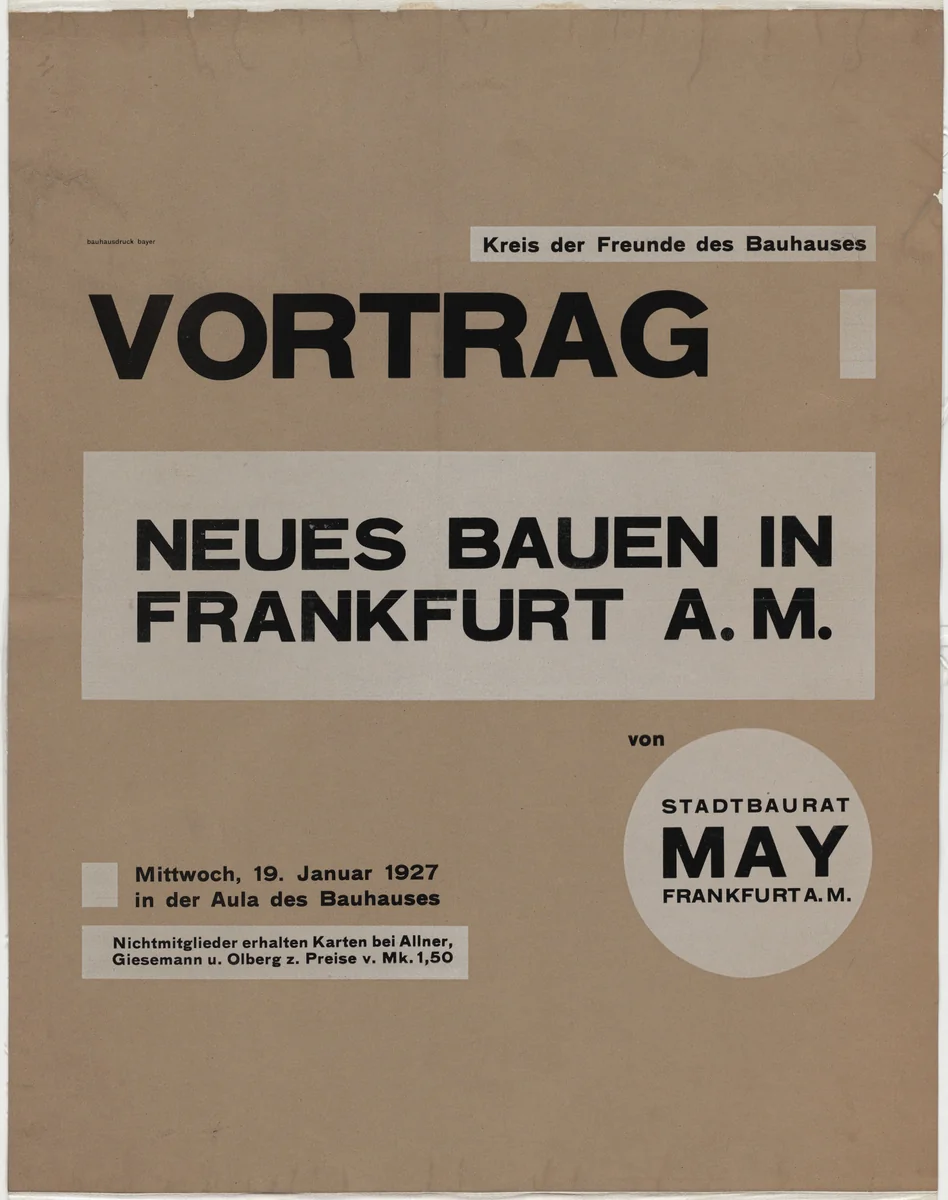 bauhausdruck bayer
Kreis der Freunde des Bauhauses
VORTRAG
NEUES BAUEN IN
FRANKFURT A.M.
von
STADTBAURAT
MAY
FRANKFURT A.M.
Mittwoch, 19. Januar 1927
in der Aula des Bauhauses
Nichtmitglieder erhalten Karten bei Allner,
Giesemann u. Olberg z. Preise v. Mk. 1,50